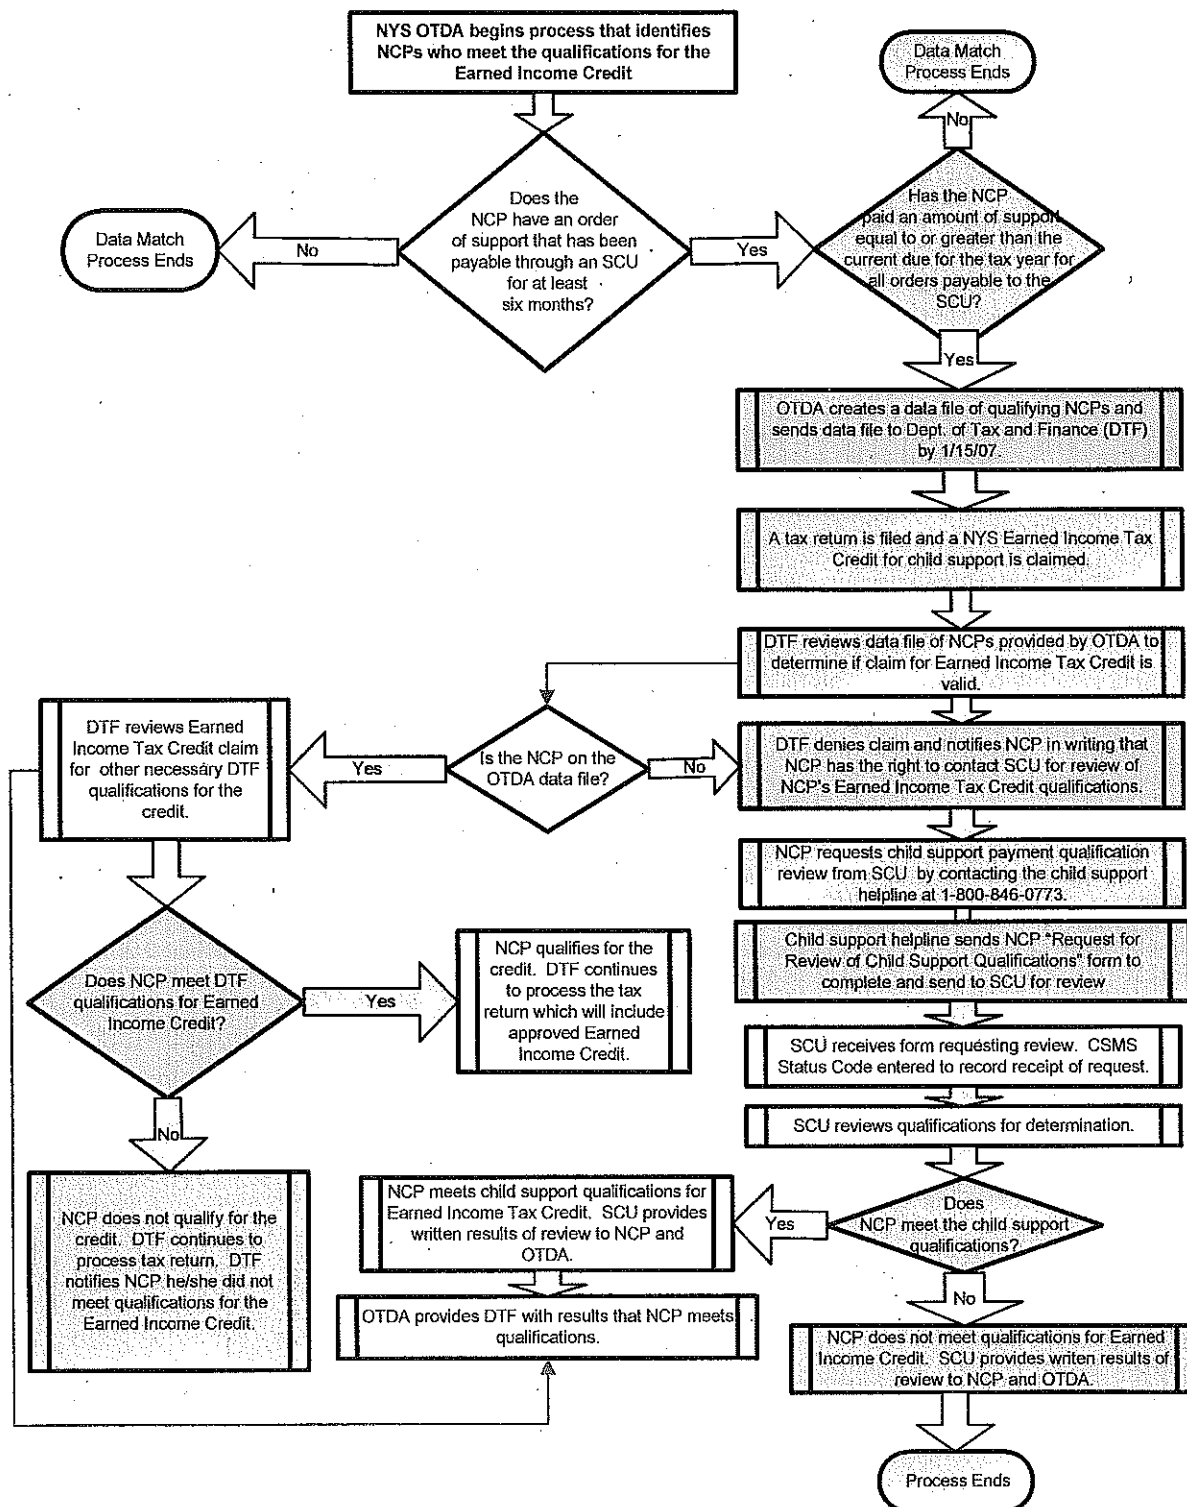 NYS OTDA begins process that identifies
NCPs who meet the qualifications for the
Earned Income Credit
Data Match
Process Ends
No
Does the
NCP have an order
of support that has been
payable through an SCU
for at least
six months?
No
Data Match
Process Ends
Yes
Has the NCP
paid an amount of support
equal to or greater than the
current due for the tax year for
all orders payable to the
SCU?
Yes
OTDA creates a data file of qualifying NCPs and
sends data file to Dept. of Tax and Finance (DTF)
by 1/15/07.
A tax return is filed and a NYS Earned Income Tax
Credit for child support is claimed.
DTF reviews data file of NCPs provided by OTDA to
determine if claim for Earned Income Tax Credit is
valid.
Is the NCP on the
OTDA data file?
Yes
No
DTF reviews Earned
Income Tax Credit claim
for other necessary DTF
qualifications for the
credit.
DTF denies claim and notifies NCP in writing that
NCP has the right to contact SCU for review of
NCP's Earned Income Tax Credit qualifications.
NCP requests child support payment qualification
review from SCU by contacting the child support
helpline at 1-800-846-0773.
Child support helpline sends NCP "Request for
Review of Child Support Qualifications" form to
complete and send to SCU for review
Does NCP meet DTF
qualifications for Earned
Income Credit?
Yes
NCP qualifies for the
credit. DTF continues
to process the tax
return which will include
approved Earned
Income Credit.
SCU receives form requesting review. CSMS
Status Code entered to record receipt of request.
SCU reviews qualifications for determination.
No
NCP does not qualify for the
credit. DTF continues to
process tax return. DTF
notifies NCP he/she did not
meet qualifications for the
Earned Income Credit.
Does
NCP meet the child support
qualifications?
Yes
NCP meets child support qualifications for
Earned Income Tax Credit. SCU provides
written results of review to NCP and
OTDA.
OTDA provides DTF with results that NCP meets
qualifications.
No
NCP does not meet qualifications for Earned
Income Credit. SCU provides writen results of
review to NCP and OTDA.
Process Ends